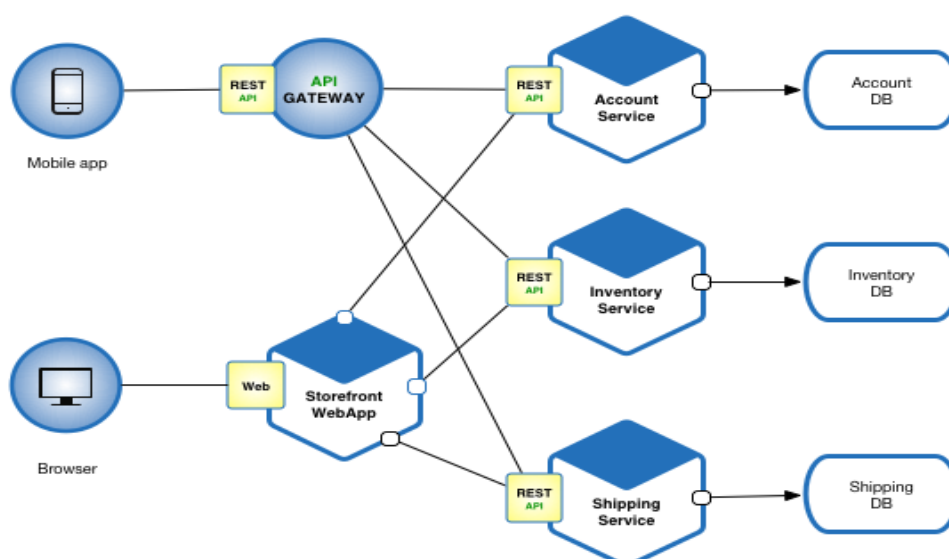 REST
API
API
GATEWAY
REST
API
Account
Service
Account
DB
Mobile app
REST
API
Inventory
Service
Inventory
DB
Web
Storefront
WebApp
Browser
REST
API
Shipping
Service
Shipping
DB